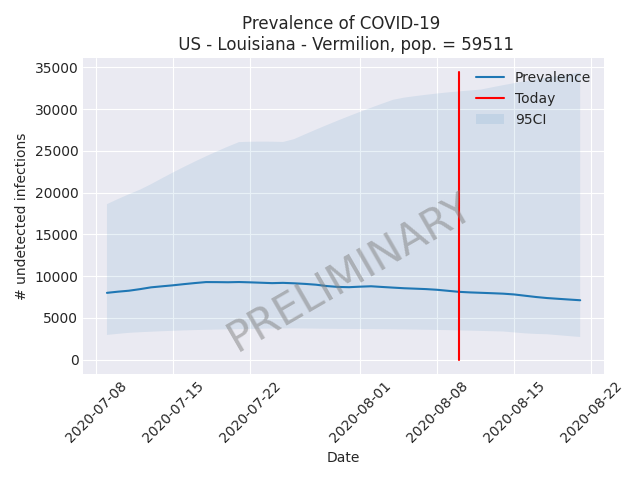 Prevalence of COVID-19
US - Louisiana - Vermilion, pop. = 59511
35000
30000
25000
20000
15000
10000
5000
0
# undetected infections
Prevalence
Today
95CI
PRELIMINARY
2020-07-08
2020-07-15
2020-07-22
2020-08-01
2020-08-08
2020-08-15
2020-08-22
Date